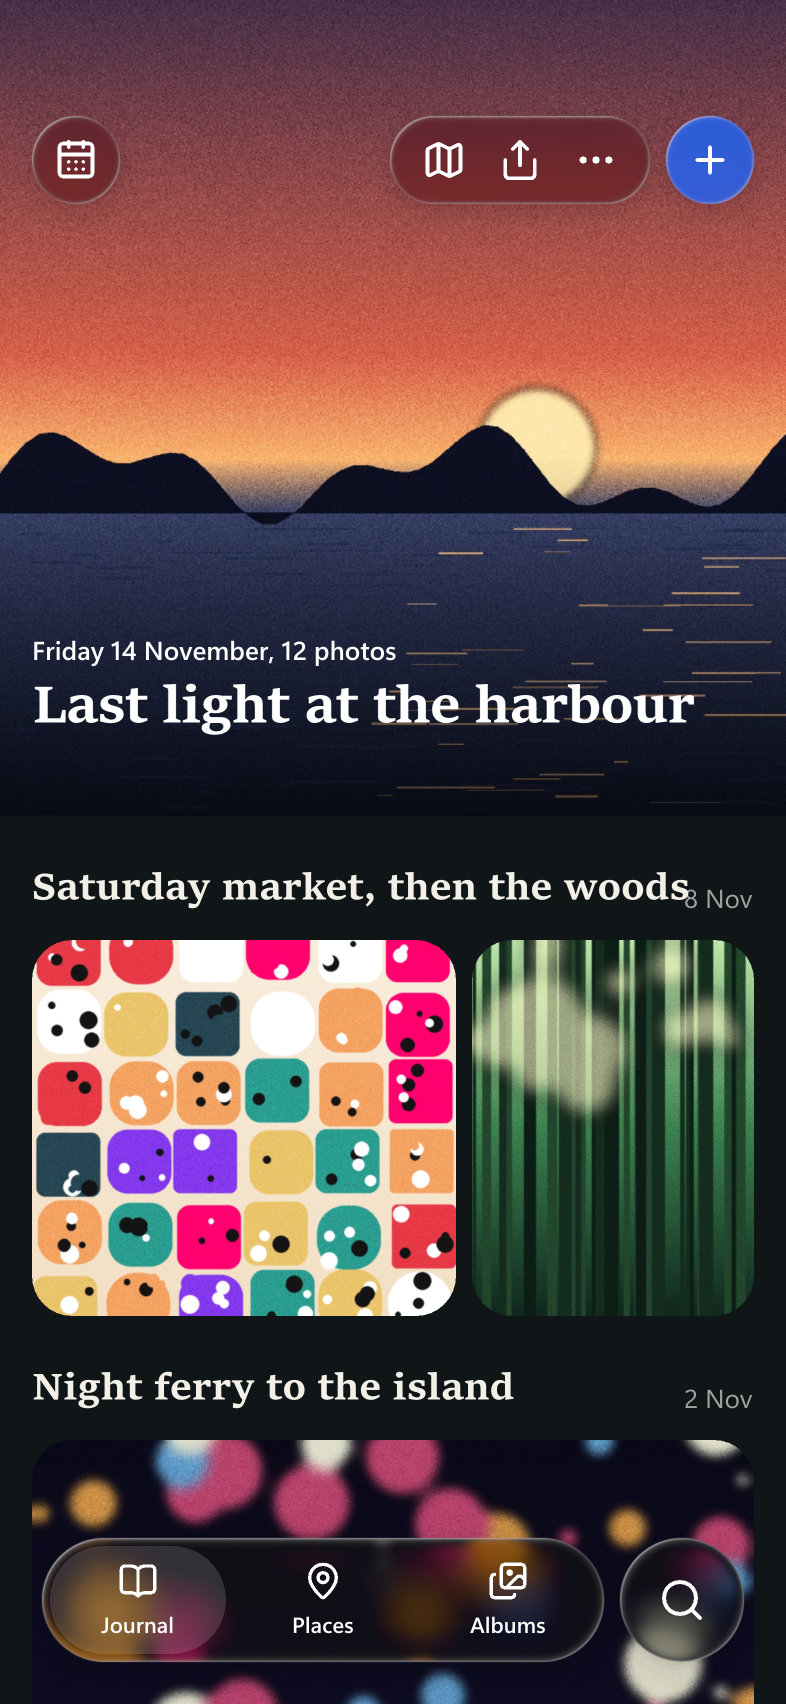 Friday 14 November, 12 photos
Last light at the harbour
Saturday market, then the woods
8 Nov
Night ferry to the island
2 Nov
Journal
Places
Albums